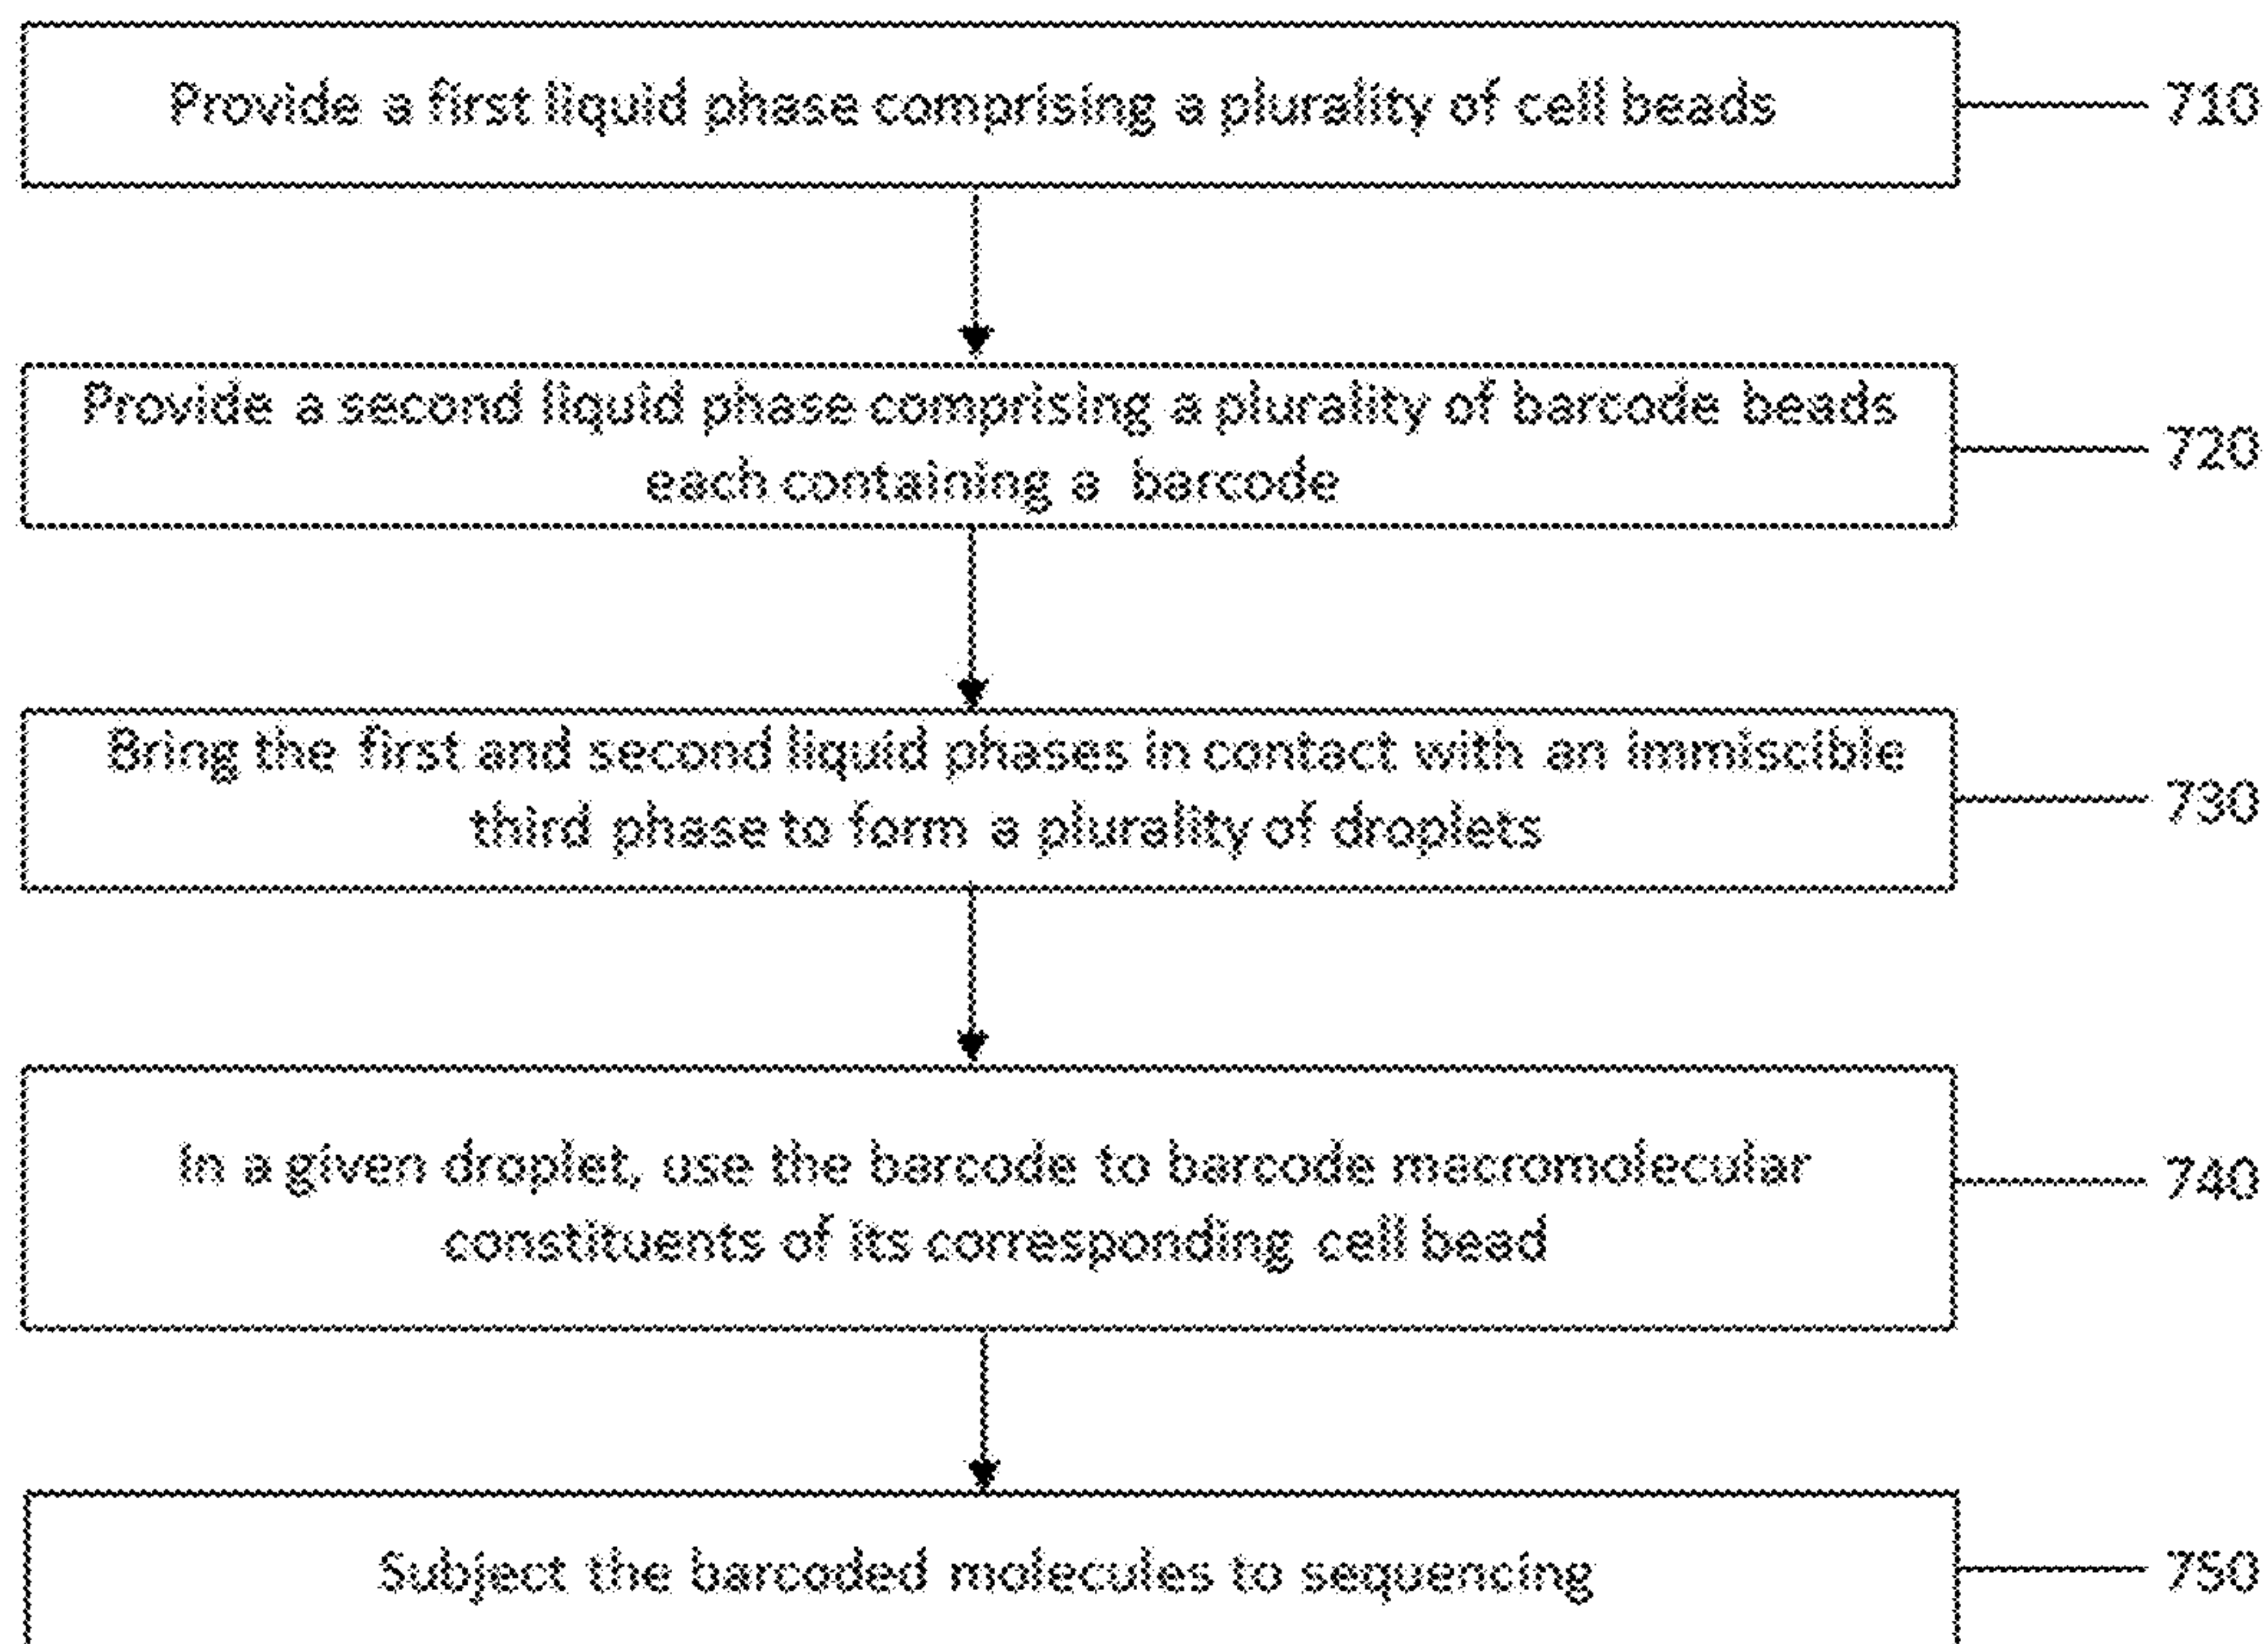 Provide a first liquid phase comprising a plurality of cell beads
710
Provide a second liquid phase comprising a plurality of barcode beads
each containing a barcode
720
Bring the first and second liquid phases in contact with an immiscible
third phase to form a plurality of droplets
730
In a given droplet, use the barcode to barcode macromolecular
constituents of its corresponding cell bead
740
Subject the barcoded molecules to sequencing
750